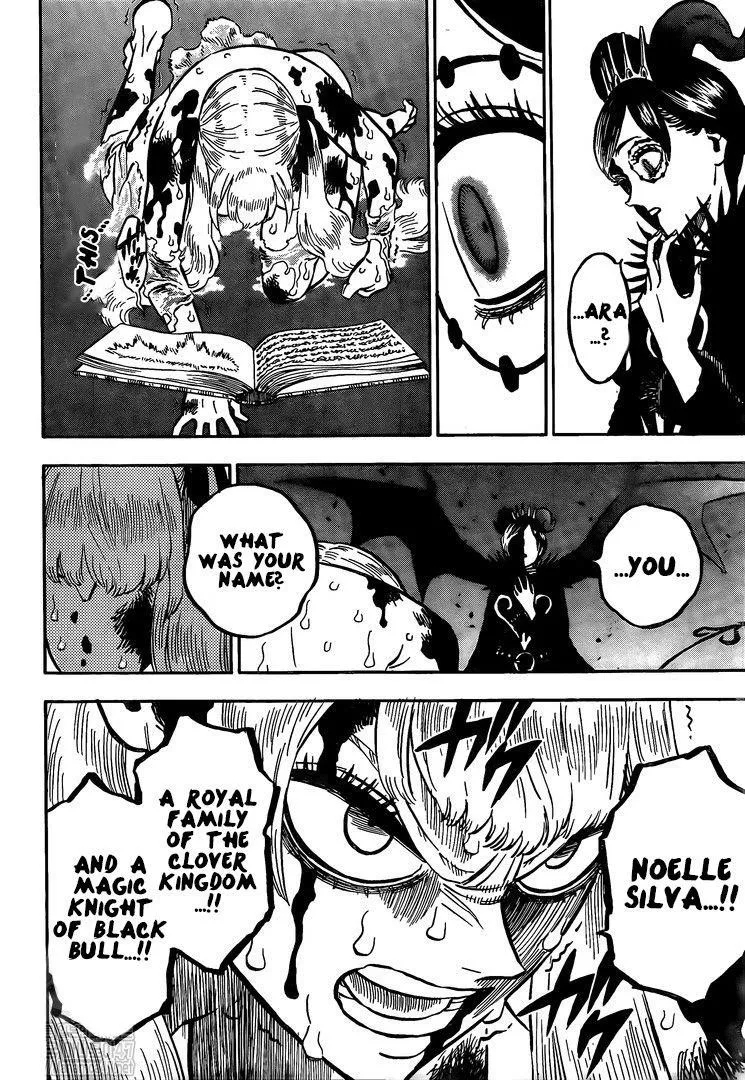 ...ARA
...?
THIS...
...YOU...
WHAT
WAS YOUR
NAME?
NOELLE
SILVA...!!
A ROYAL
FAMILY
OF THE
CLOVER
KINGDOM
...!!
AND A
MAGIC
KNIGHT
OF BLACK
BULL...!!